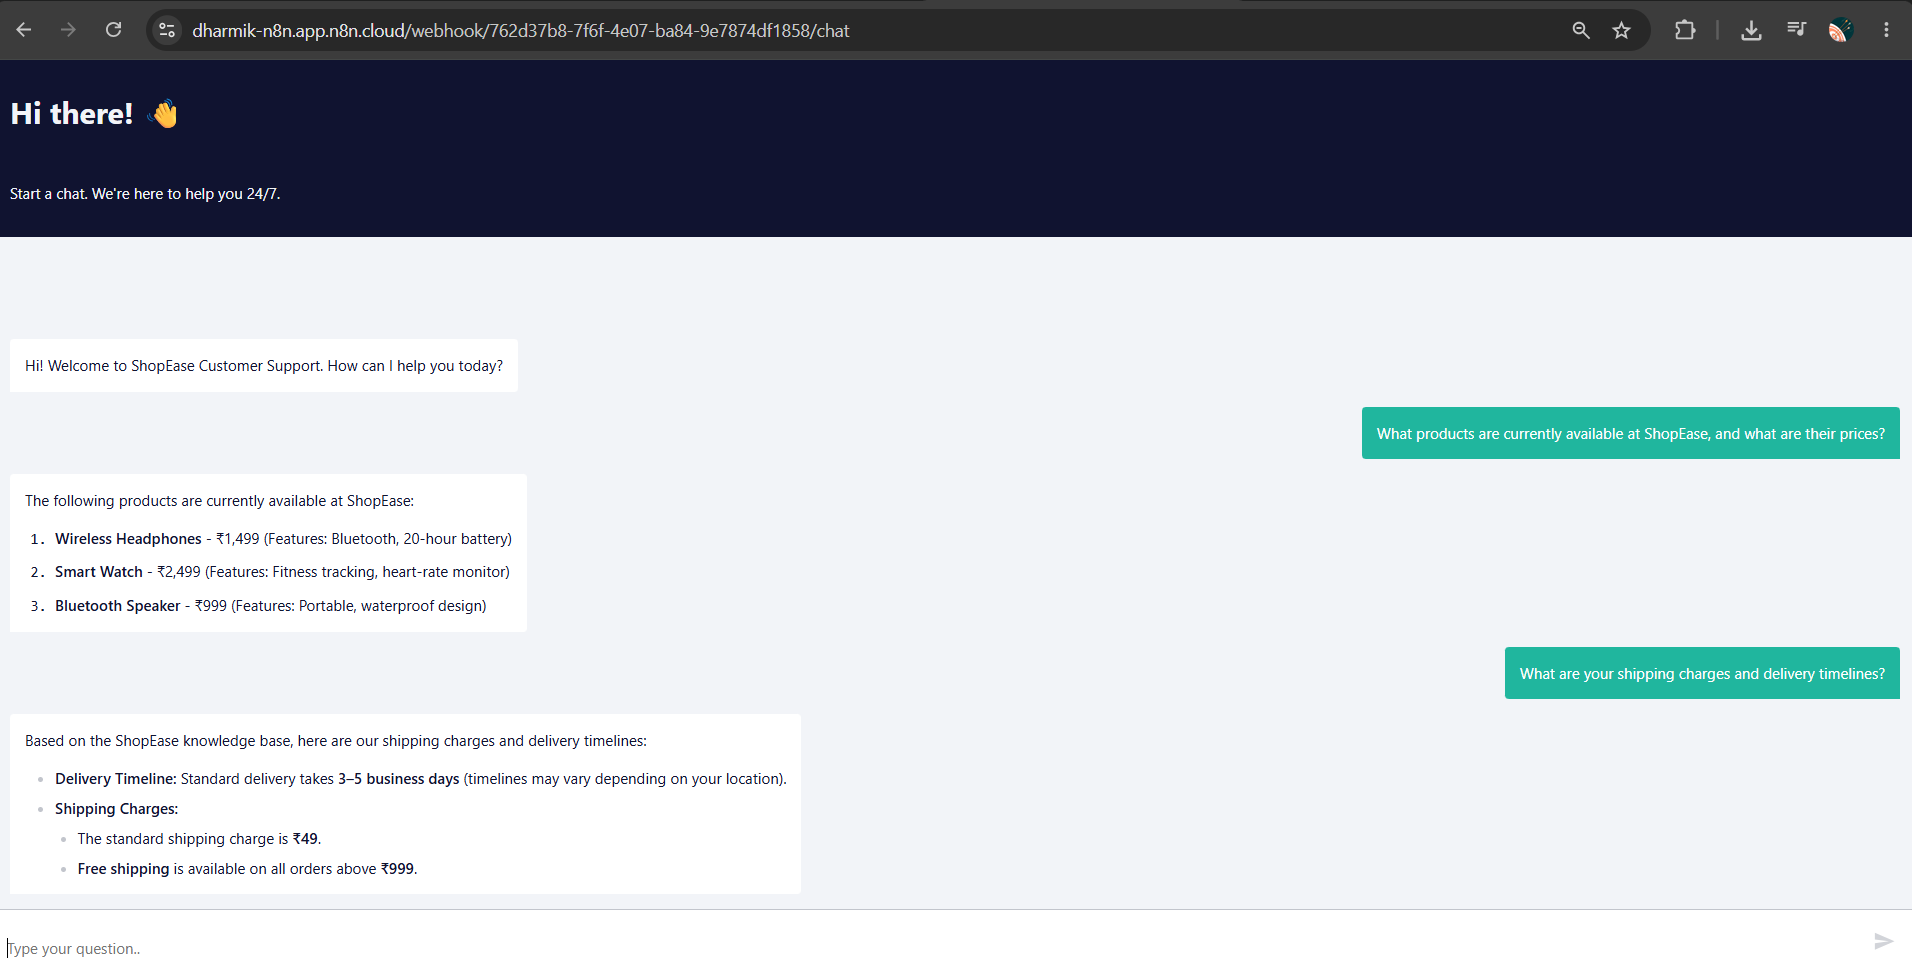 dharmik-n8n.app.n8n.cloud/webhook/762d37b8-7f6f-4e07-ba84-9e7874df1858/chat
Hi there! 👋
Start a chat. We're here to help you 24/7.
Hi! Welcome to ShopEase Customer Support. How can I help you today?
What products are currently available at ShopEase, and what are their prices?
The following products are currently available at ShopEase:
1. Wireless Headphones - ₹1,499 (Features: Bluetooth, 20-hour battery)
2. Smart Watch - ₹2,499 (Features: Fitness tracking, heart-rate monitor)
3. Bluetooth Speaker - ₹999 (Features: Portable, waterproof design)
What are your shipping charges and delivery timelines?
Based on the ShopEase knowledge base, here are our shipping charges and delivery timelines:
• Delivery Timeline: Standard delivery takes 3–5 business days (timelines may vary depending on your location).
• Shipping Charges:
• The standard shipping charge is ₹49.
• Free shipping is available on all orders above ₹999.
Type your question..